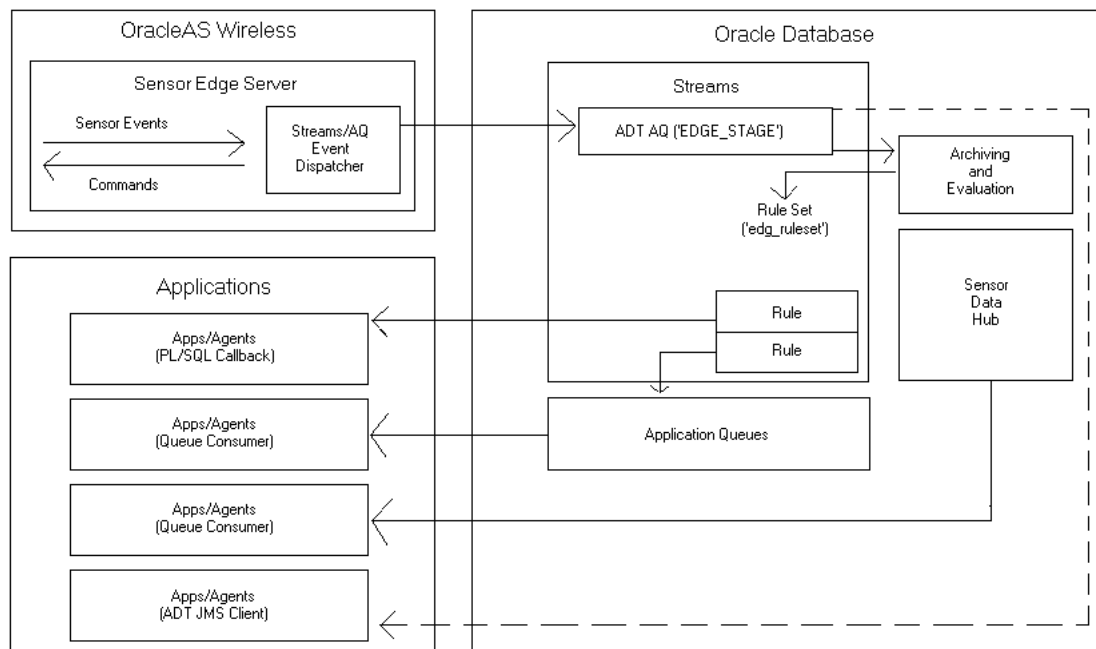 OracleAS Wireless
Sensor Edge Server
Sensor Events
Commands
Streams/AQ
Event
Dispatcher
Oracle Database
Streams
ADT AQ ('EDGE_STAGE')
Archiving
and
Evaluation
Rule Set
('edg_ruleset')
Sensor
Data
Hub
Rule
Rule
Application Queues
Applications
Apps/Agents
(PL/SQL Callback)
Apps/Agents
(Queue Consumer)
Apps/Agents
(Queue Consumer)
Apps/Agents
(ADT JMS Client)